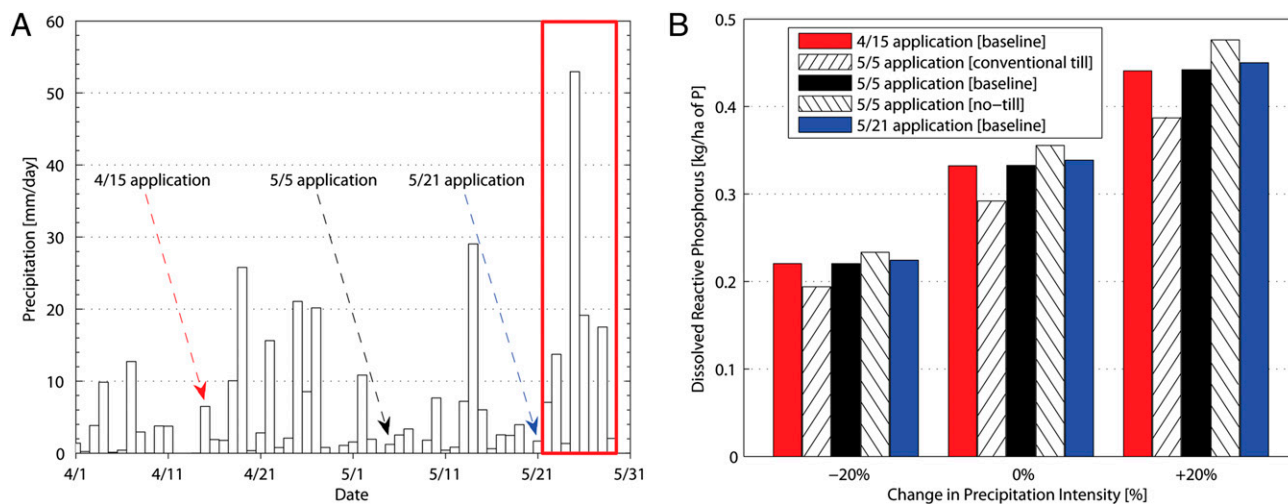 A
Precipitation [mm/day]
60
50
40
30
20
10
0
4/15 application
5/5 application
5/21 application
4/1
4/11
4/21
5/1
5/11
5/21
5/31
Date
B
Dissolved Reactive Phosphorus [kg/ha of P]
0.5
0.4
0.3
0.2
0.1
0
4/15 application [baseline]
5/5 application [conventional till]
5/5 application [baseline]
5/5 application [no−till]
5/21 application [baseline]
−20%
0%
+20%
Change in Precipitation Intensity [%]